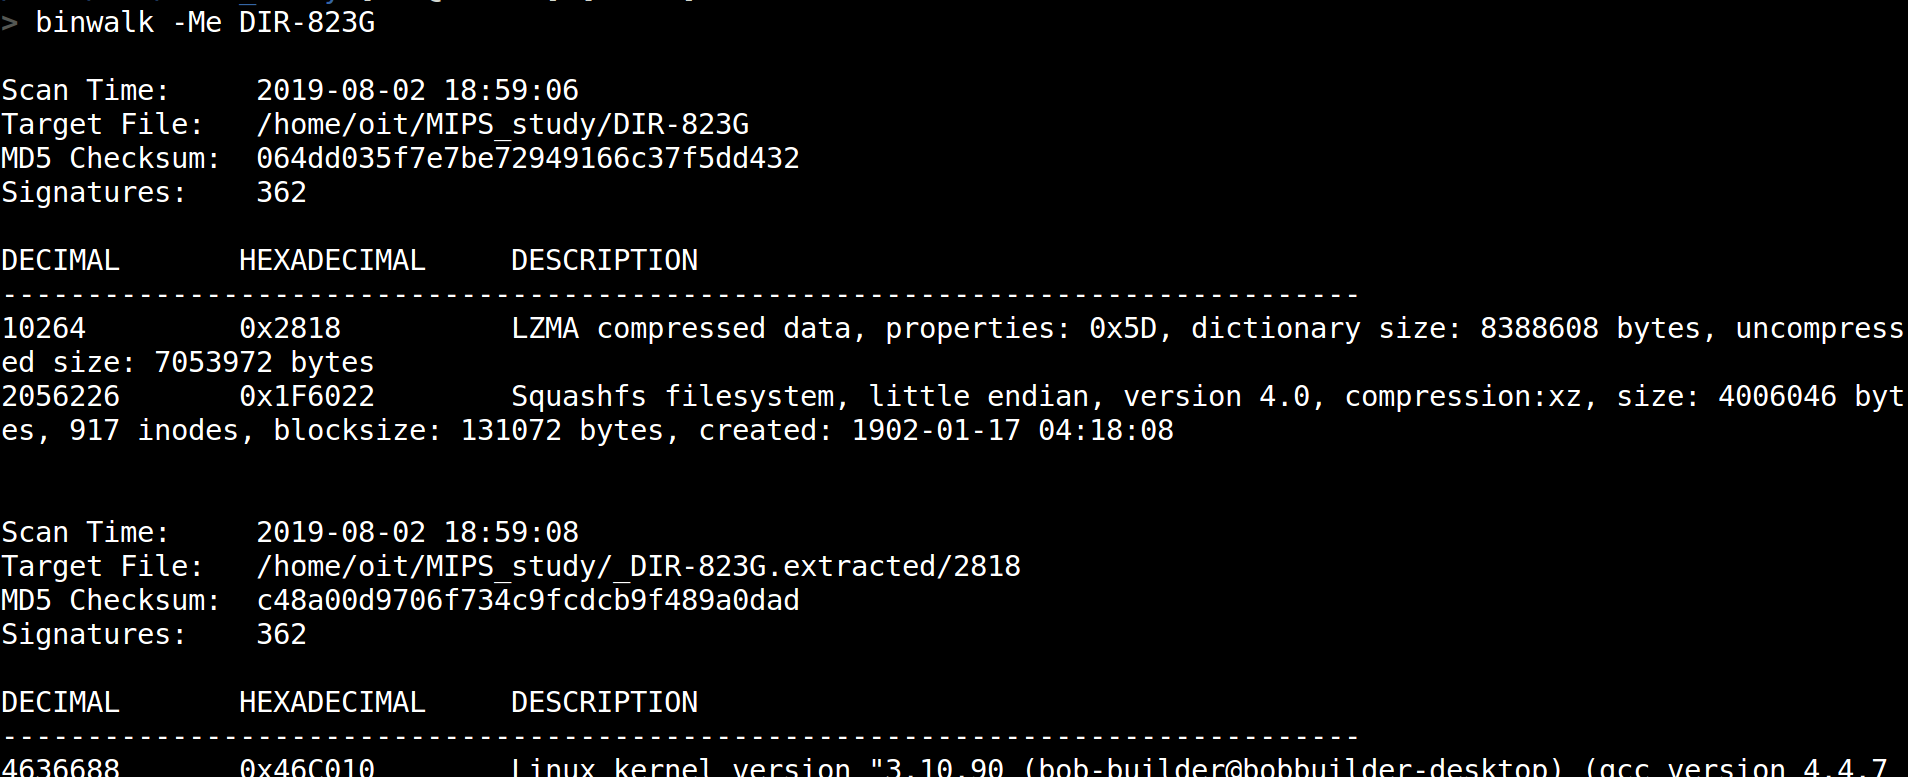 > binwalk -Me DIR-823G
Scan Time:     2019-08-02 18:59:06
Target File:   /home/oit/MIPS_study/DIR-823G
MD5 Checksum:  064dd035f7e7be72949166c37f5dd432
Signatures:    362
DECIMAL       HEXADECIMAL     DESCRIPTION
--------------------------------------------------------------------------------
10264         0x2818          LZMA compressed data, properties: 0x5D, dictionary size: 8388608 bytes, uncompress
ed size: 7053972 bytes
2056226       0x1F6022        Squashfs filesystem, little endian, version 4.0, compression:xz, size: 4006046 byt
es, 917 inodes, blocksize: 131072 bytes, created: 1902-01-17 04:18:08
Scan Time:     2019-08-02 18:59:08
Target File:   /home/oit/MIPS_study/_DIR-823G.extracted/2818
MD5 Checksum:  c48a00d9706f734c9fcdcb9f489a0dad
Signatures:    362
DECIMAL       HEXADECIMAL     DESCRIPTION
--------------------------------------------------------------------------------
4636688       0x46C010        Linux kernel version "3.10.90 (bob-builder@bobbuilder-desktop) (gcc version 4.4.7